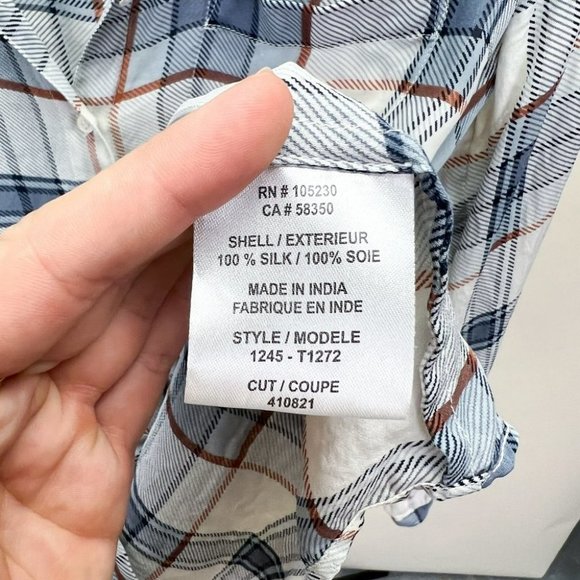 RN # 105230
CA # 58350
SHELL / EXTERIEUR
100 % SILK / 100% SOIE
MADE IN INDIA
FABRIQUE EN INDE
STYLE / MODELE
1245 - T1272
CUT / COUPE
410821